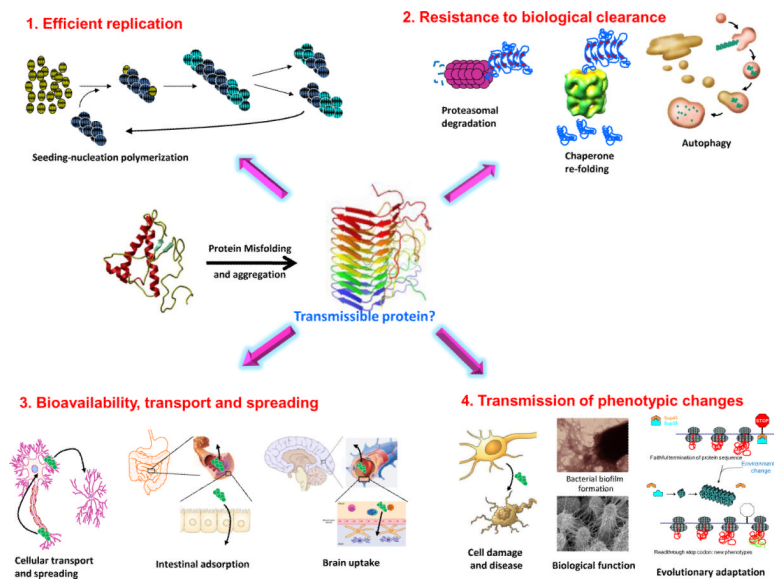 1. Efficient replication
Seeding-nucleation polymerization
2. Resistance to biological clearance
Proteasomal
degradation
Chaperone
re-folding
Autophagy
Protein Misfolding
and aggregation
Transmissible protein?
3. Bioavailability, transport and spreading
Cellular transport
and spreading
Intestinal adsorption
Brain uptake
4. Transmission of phenotypic changes
Cell damage
and disease
Bacterial biofilm
formation
Biological function
STOP
Faithful termination of protein sequence
Environment
change
Readthrough stop codon: new phenotypes
Evolutionary adaptation